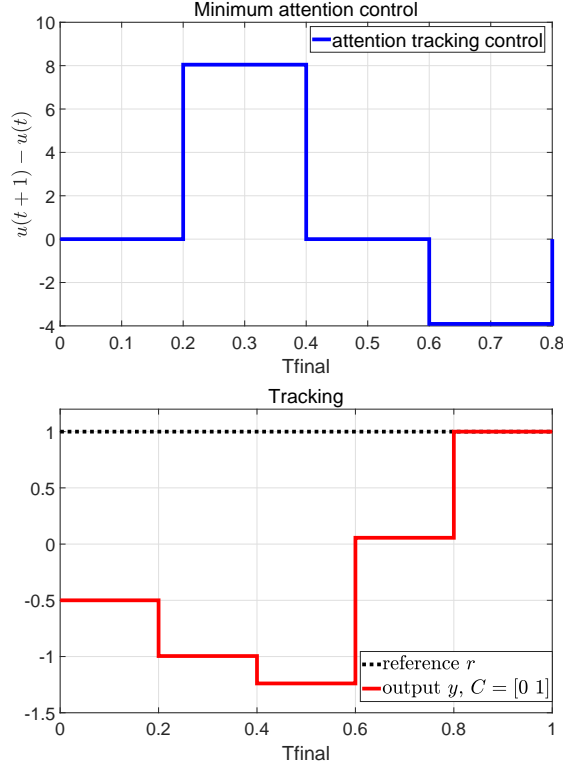 Minimum attention control
10
8
6
4
2
0
-2
-4
u(t + 1) − u(t)
attention tracking control
0 0.1 0.2 0.3 0.4 0.5 0.6 0.7 0.8
Tfinal
Tracking
1
0.5
0
-0.5
-1
-1.5
reference r
output y, C = [0 1]
0 0.2 0.4 0.6 0.8 1
Tfinal